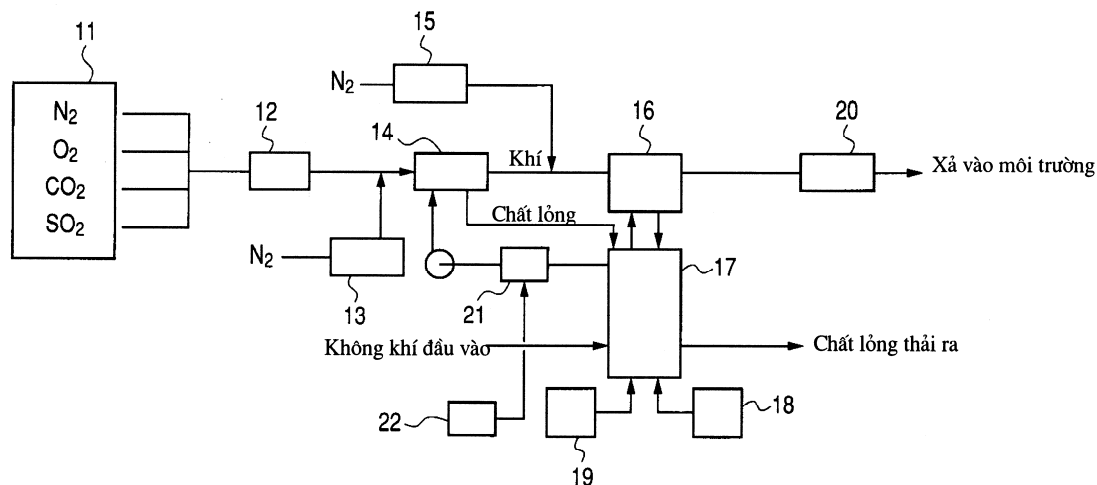 11
N2
O2
CO2
SO2
12
N2
13
15
N2
14
Khí
Chất lỏng
16
20
Xả vào môi trường
21
17
Không khí đầu vào
Chất lỏng thải ra
22
19
18